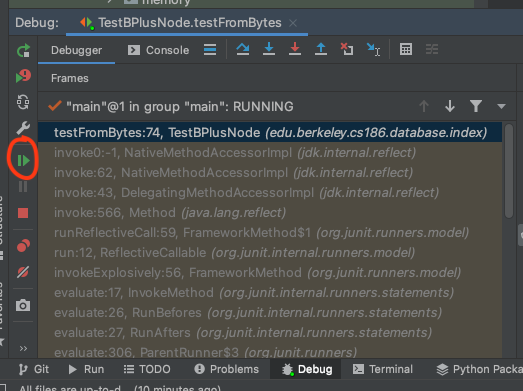 memory
Debug: TestBPlusNode.testFromBytes
Debugger Console
Frames
"main"@1 in group "main": RUNNING
testFromBytes:74, TestBPlusNode (edu.berkeley.cs186.database.index)
invoke0:-1, NativeMethodAccessorImpl (jdk.internal.reflect)
invoke:62, NativeMethodAccessorImpl (jdk.internal.reflect)
invoke:43, DelegatingMethodAccessorImpl (jdk.internal.reflect)
invoke:566, Method (java.lang.reflect)
runReflectiveCall:59, FrameworkMethod$1 (org.junit.runners.model)
run:12, ReflectiveCallable (org.junit.internal.runners.model)
invokeExplosively:56, FrameworkMethod (org.junit.runners.model)
evaluate:17, InvokeMethod (org.junit.internal.runners.statements)
evaluate:26, RunBefores (org.junit.internal.runners.statements)
evaluate:27, RunAfters (org.junit.internal.runners.statements)
evaluate:306, ParentRunner$3 (org.junit.runners)
Git Run TODO Problems Debug Terminal Python Packa
All files are up-to-d (10 minutes ago)